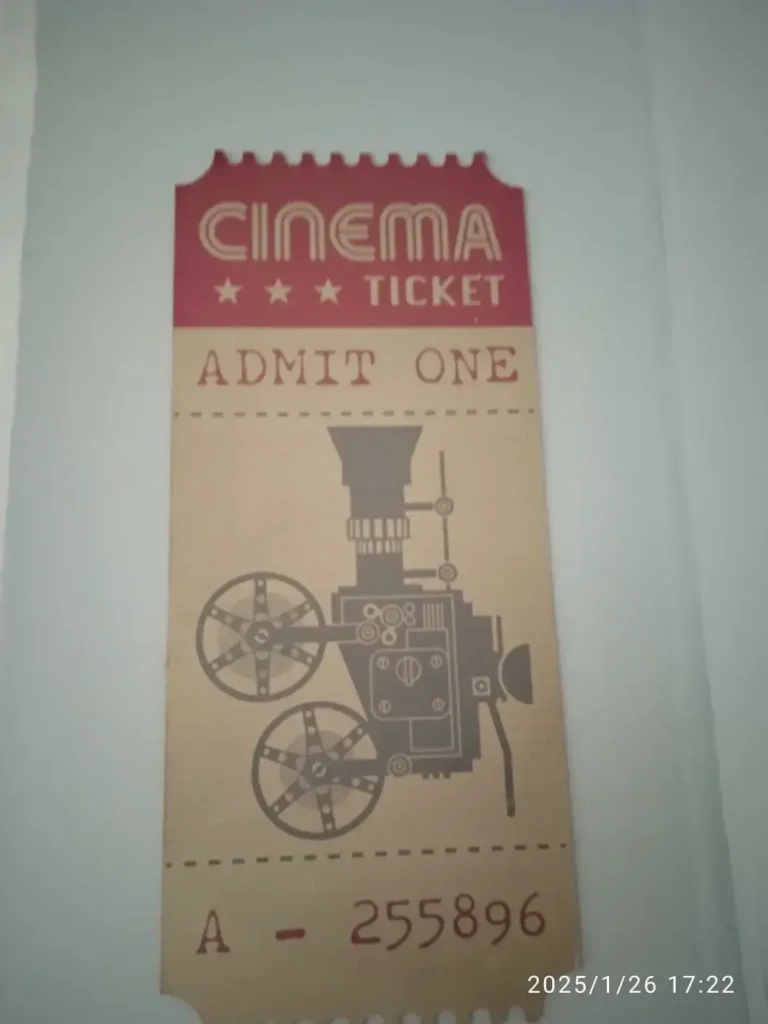 CINEMA
★ ★ ★ TICKET
ADMIT ONE
A - 255896
2025/1/26 17:22